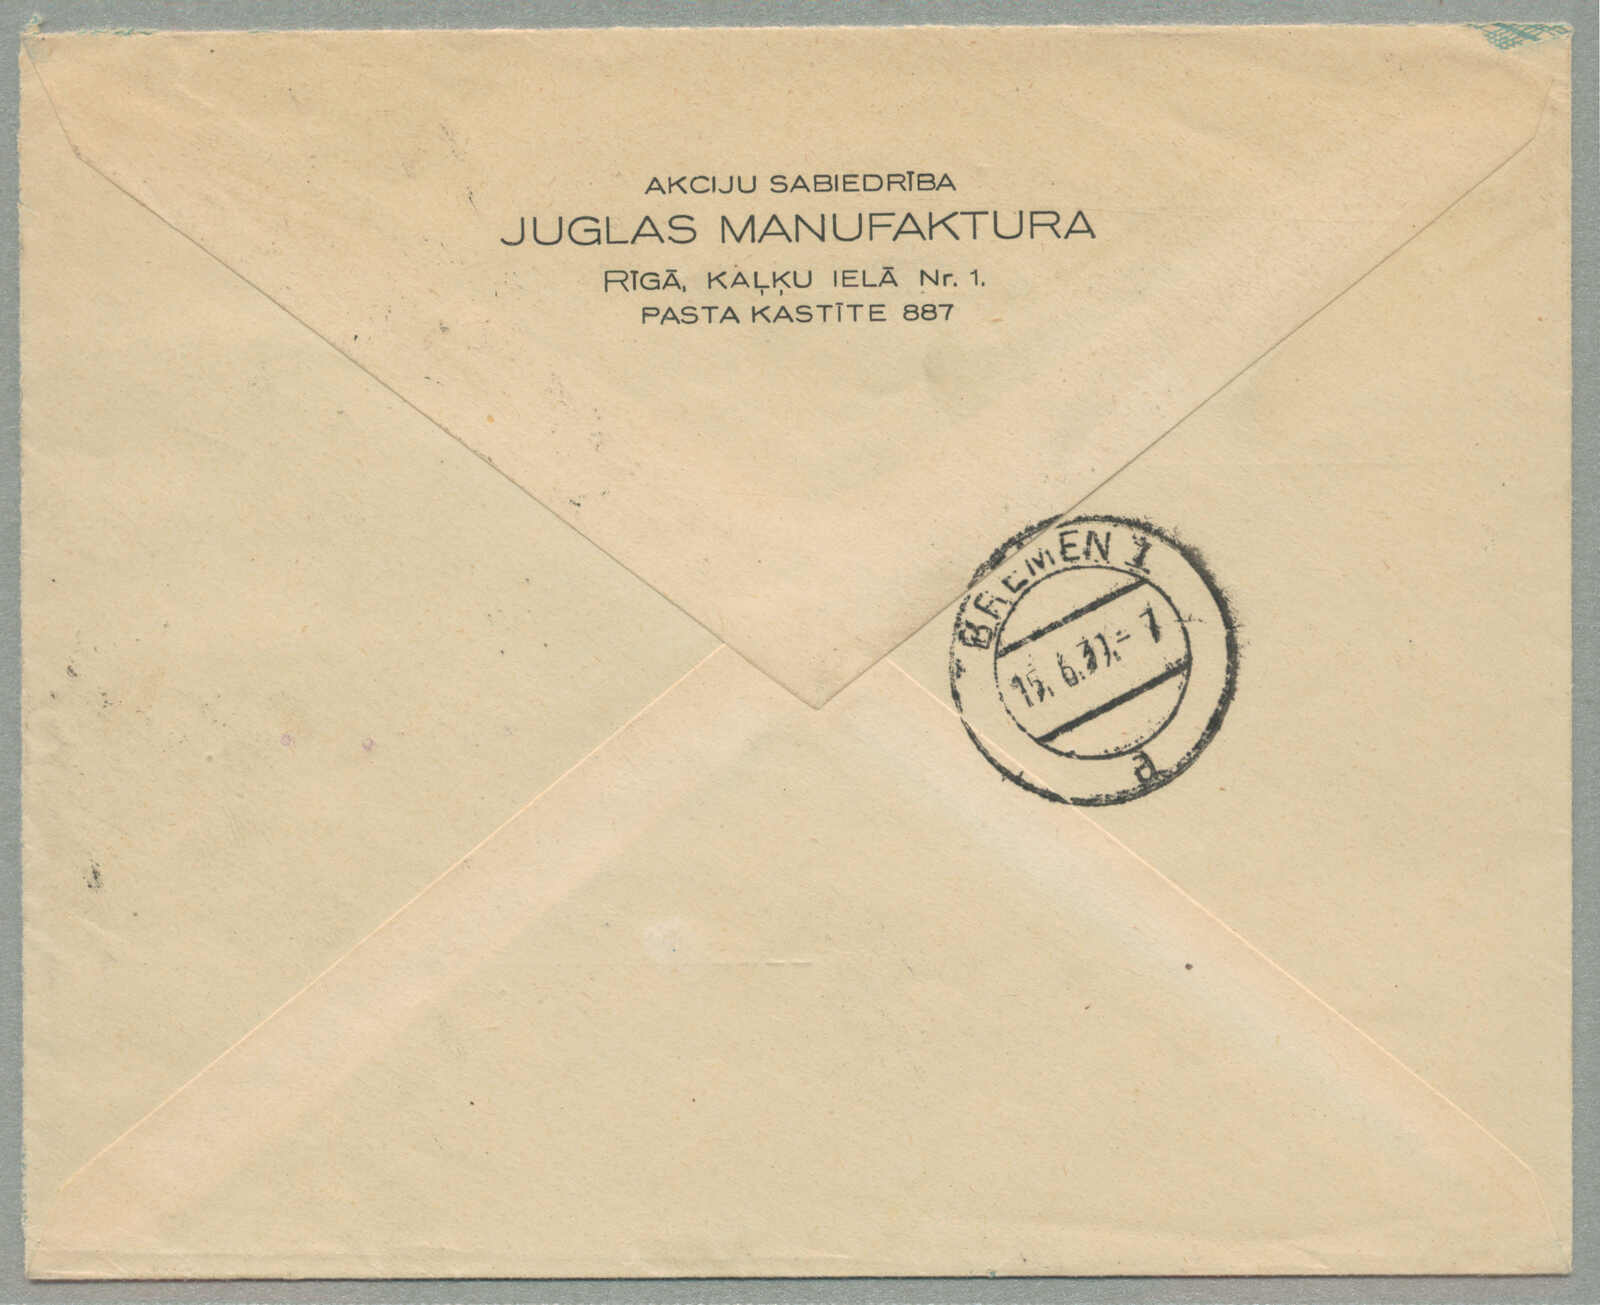 AKCIJU SABIEDRĪBA
JUGLAS MANUFAKTURA
RĪGĀ, KAĻĶU IELĀ Nr. 1.
PASTA KASTĪTE 887
BREMEN 1
e